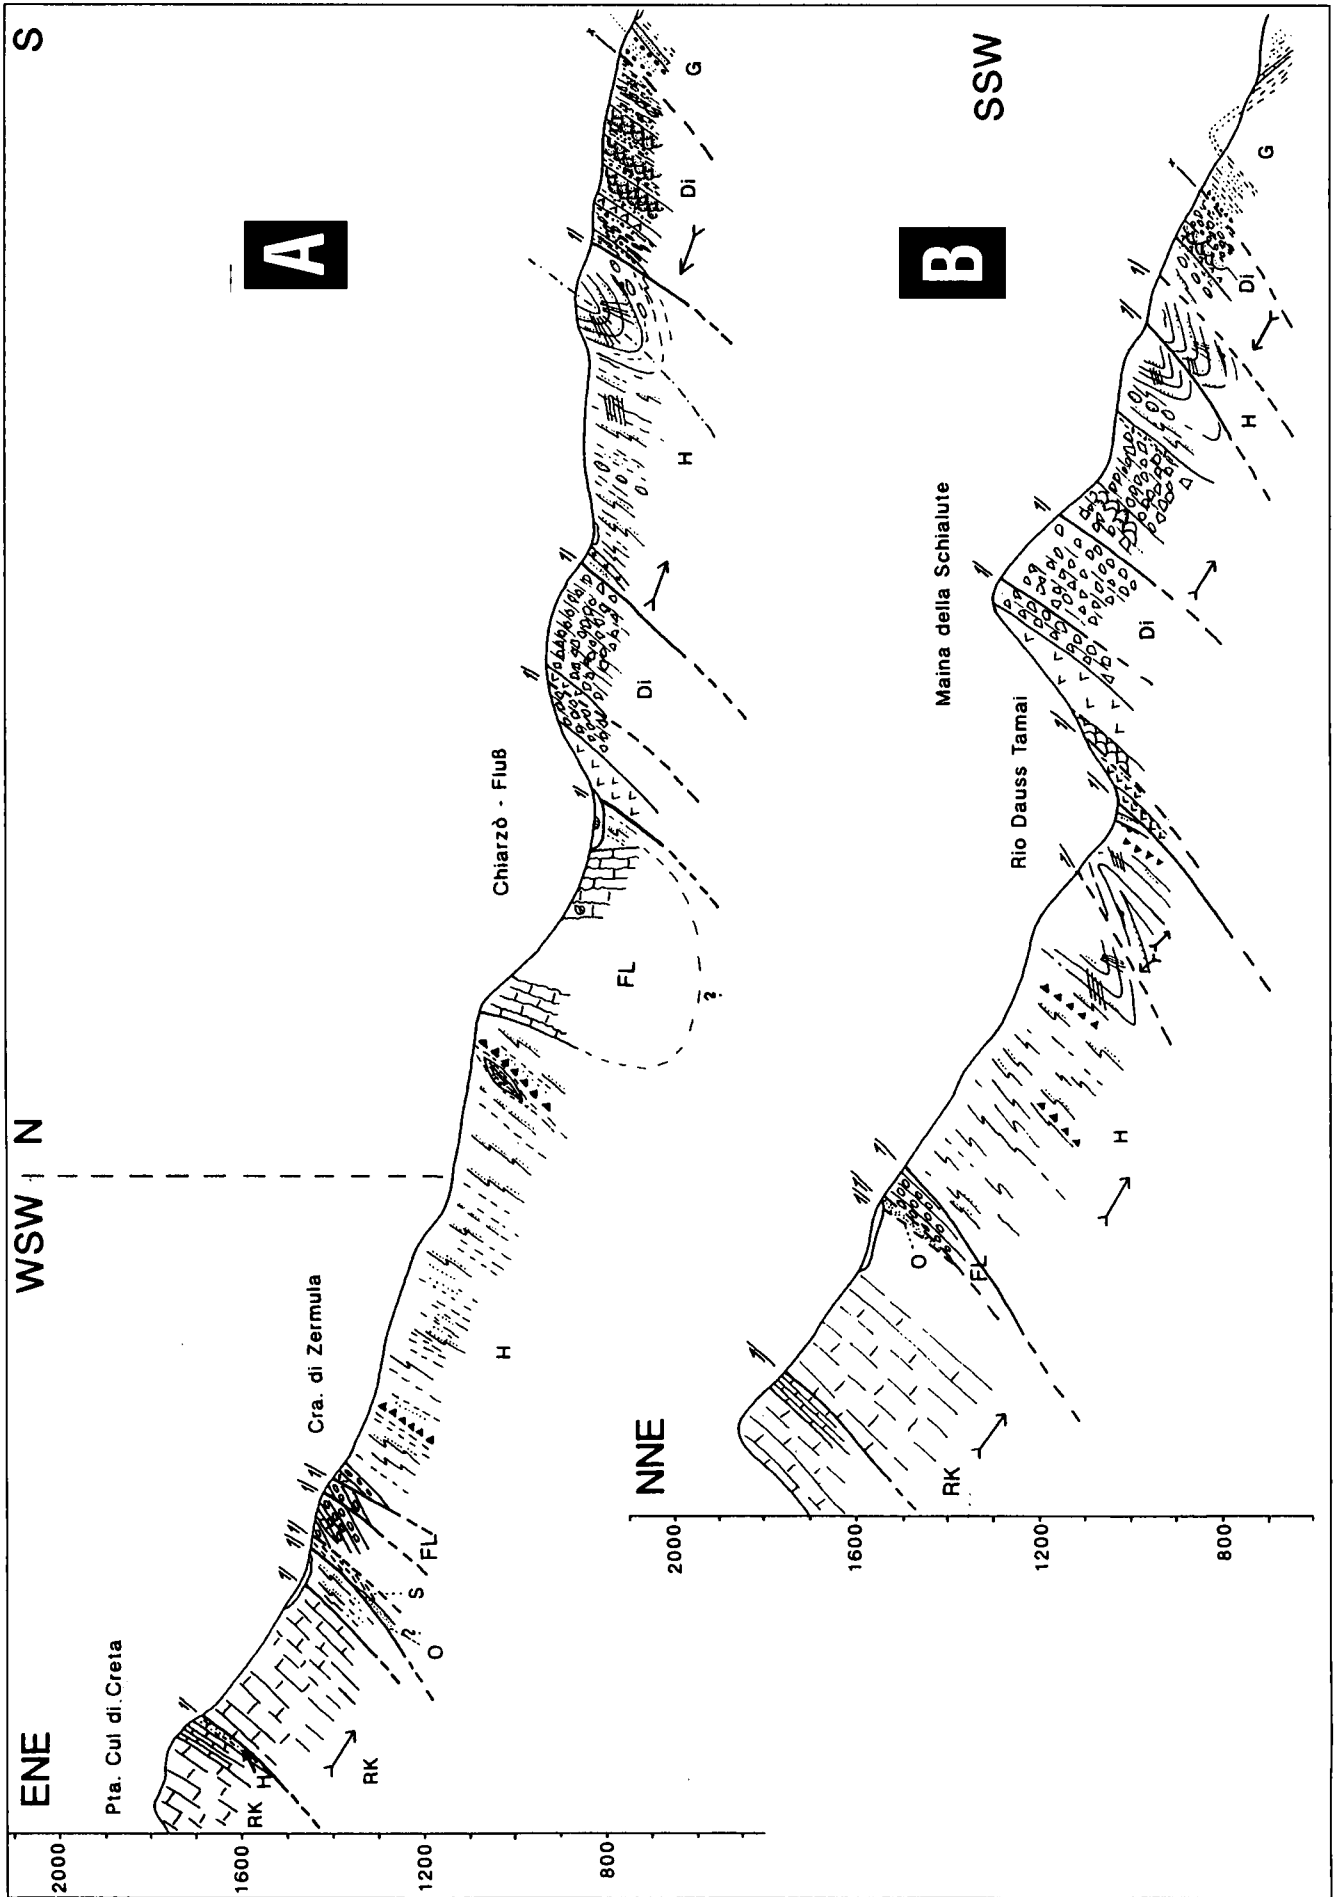 A
ENE
WSW
N
S
Pta. Cul di Creta
Cra. di Zermula
Chiarzò - Fluß
2000
1600
1200
800
RK
H
RK
O
?
S
FL
H
FL
?
Di
H
Di
G
B
NNE
SSW
Rio Dauss Tamai
Maina della Schialute
2000
1600
1200
800
RK
O
FL
H
Di
H
Di
G